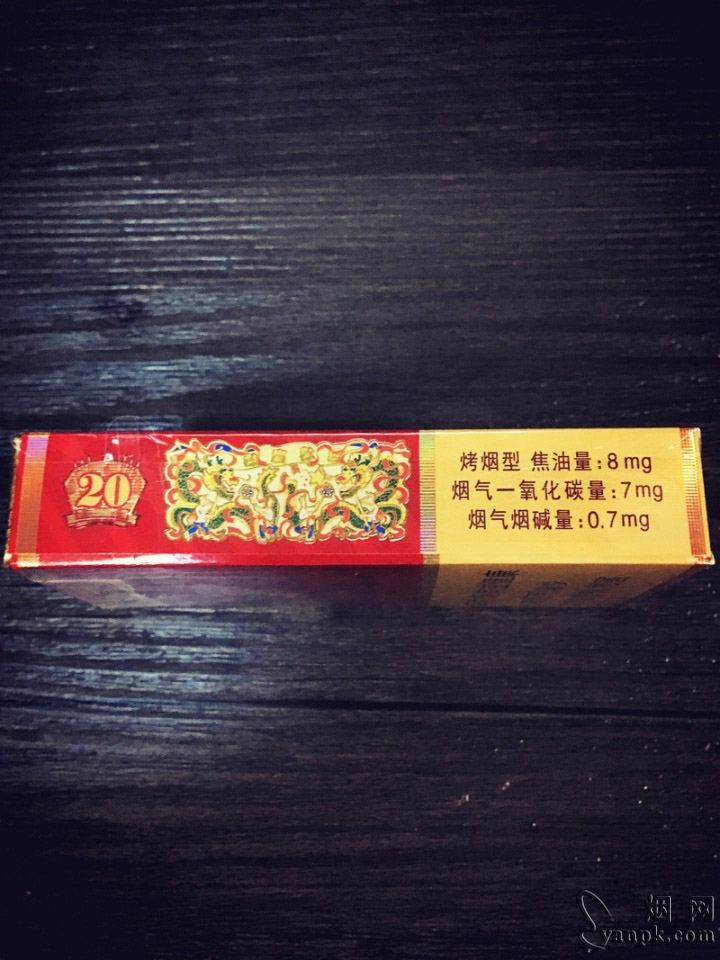 20
烤烟型 焦油量:8mg
烟气一氧化碳量:7mg
烟气烟碱量:0.7mg
烟网
yanpk.com